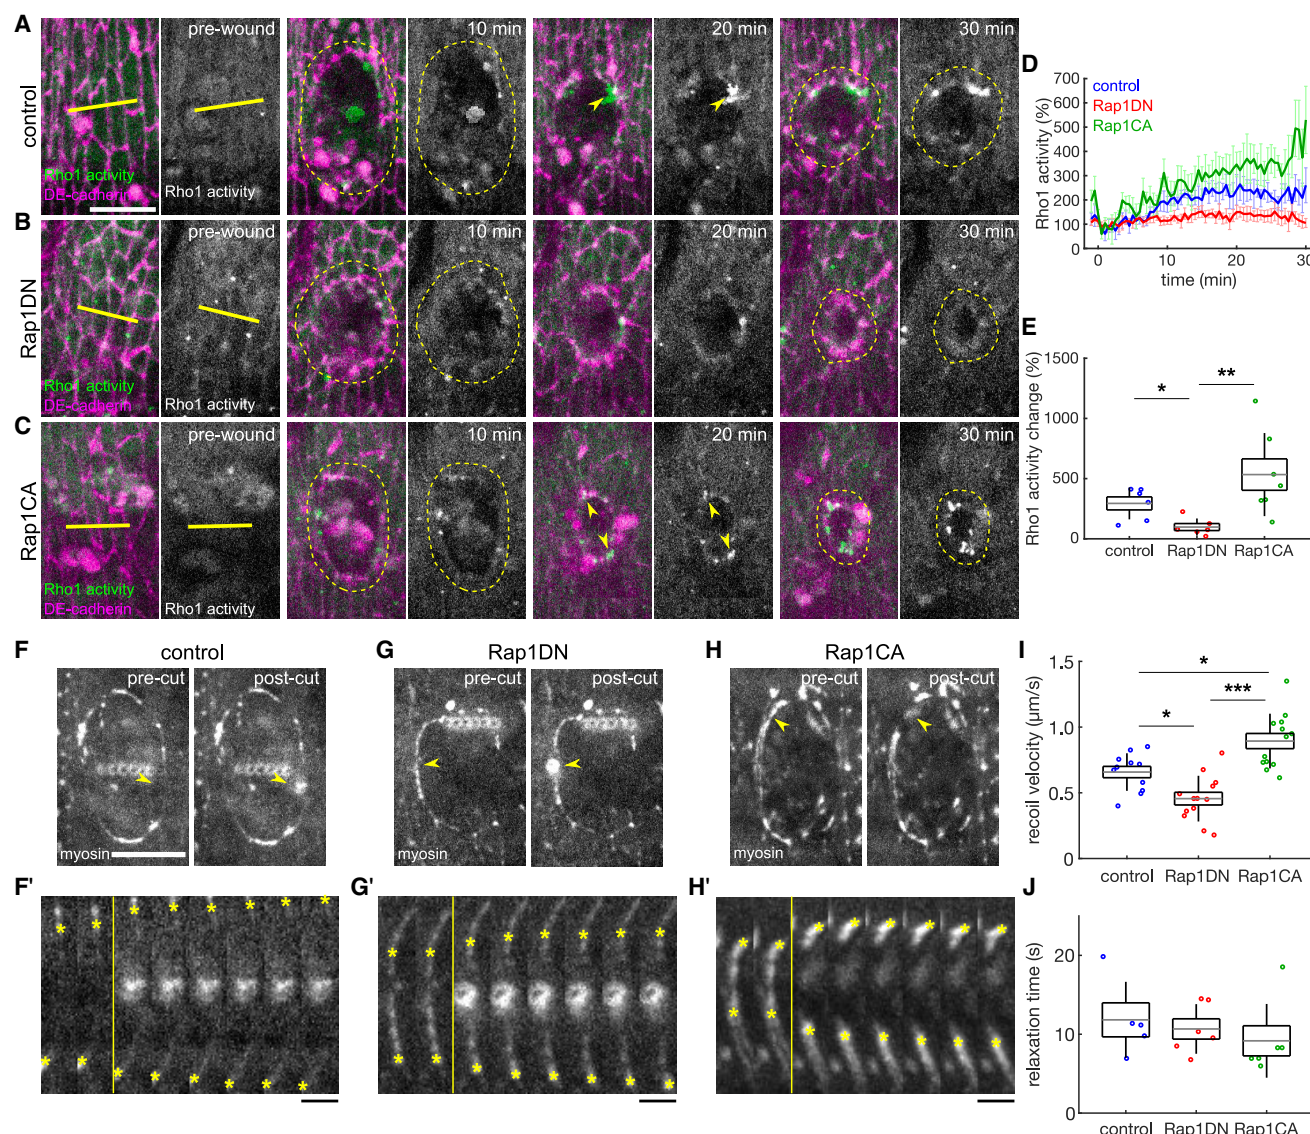 A
control
pre-wound
10 min
20 min
30 min
Rho1 activity
DE-cadherin
Rho1 activity
B
Rap1DN
pre-wound
10 min
20 min
30 min
Rho1 activity
DE-cadherin
Rho1 activity
C
Rap1CA
pre-wound
10 min
20 min
30 min
Rho1 activity
DE-cadherin
Rho1 activity
D
Rho1 activity (%)
700
600
500
400
300
200
100
0
control
Rap1DN
Rap1CA
0
10
20
30
time (min)
E
Rho1 activity change (%)
1500
1000
500
0
*
**
control
Rap1DN
Rap1CA
F
control
pre-cut
post-cut
myosin
G
Rap1DN
pre-cut
post-cut
myosin
H
Rap1CA
pre-cut
post-cut
myosin
I
recoil velocity (µm/s)
1.5
1.0
0.5
0
*
*
***
control
Rap1DN
Rap1CA
F'
G'
H'
J
relaxation time (s)
20
10
0
control
Rap1DN
Rap1CA